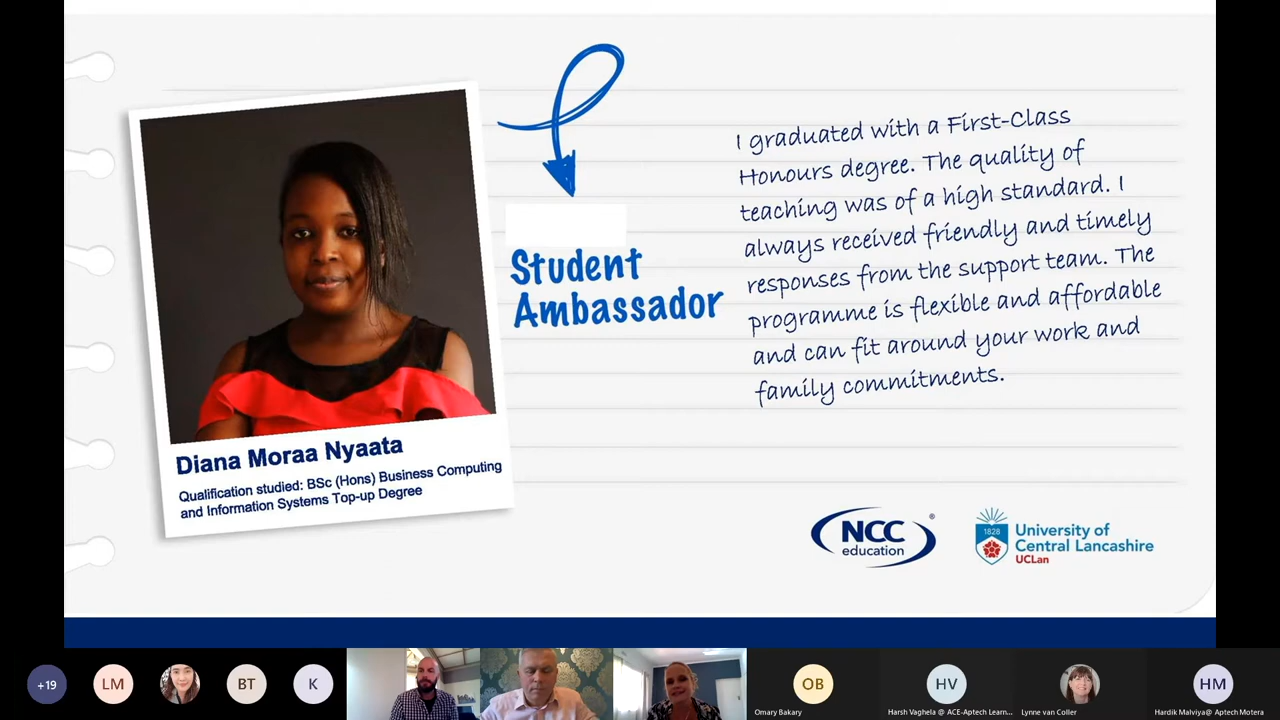 I graduated with a First-Class
Honours degree. The quality of
teaching was of a high standard. I
always received friendly and timely
responses from the support team. The
programme is flexible and affordable
and can fit around your work and
family commitments.
Student
Ambassador
Diana Moraa Nyaata
Qualification studied: BSc (Hons) Business Computing
and Information Systems Top-up Degree
NCC
education
®
1828
University of
Central Lancashire
UCLan
+19
LM
BT
K
OB
Omary Bakary
HV
Harsh Vaghela @ ACE-Aptech Learn...
Lynne van Coller
HM
Hardik Malviya@ Aptech Motera